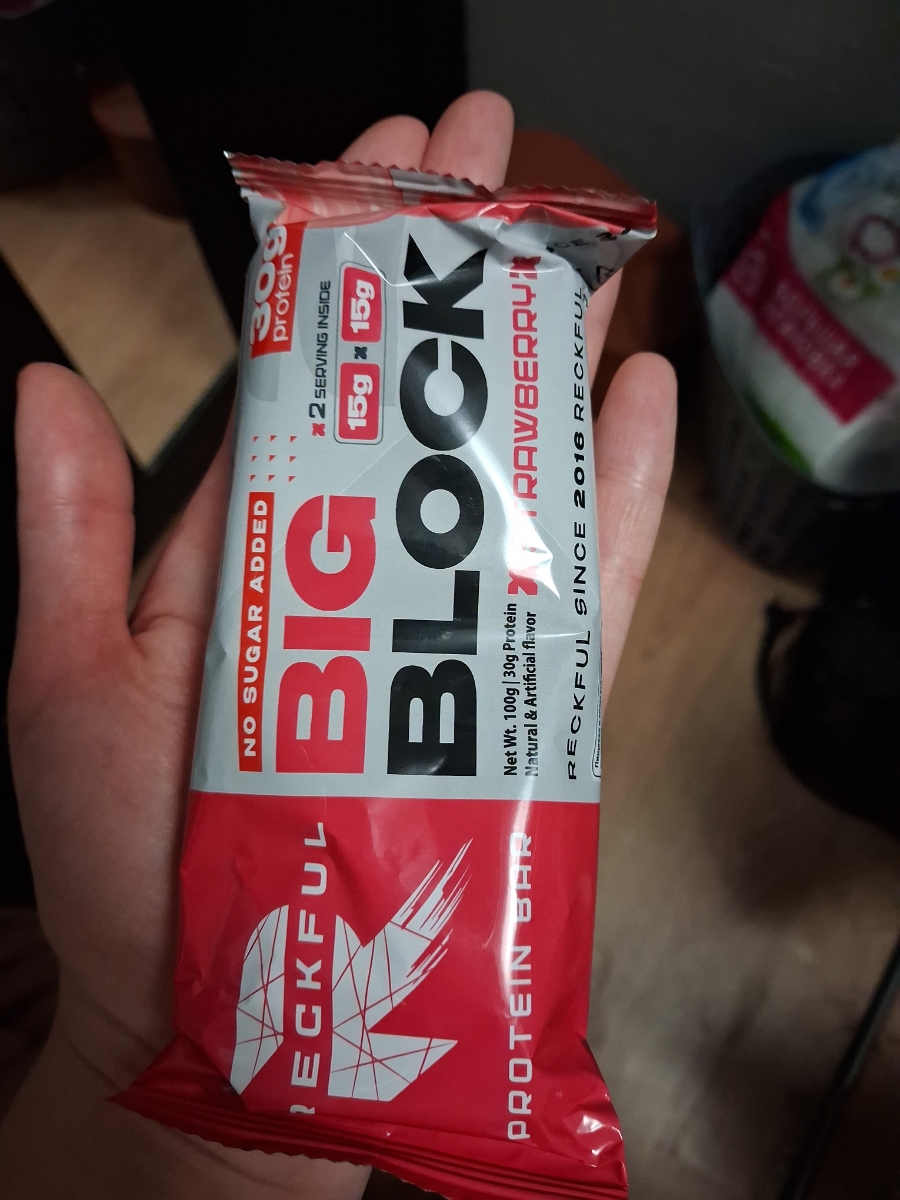 30g
protein
x 2 SERVING INSIDE
15g x 15g
NO SUGAR ADDED
BIG
BLOCK
STRAWBERRY
Net Wt. 100g | 30g Protein
Natural & Artificial flavor
RECKFUL SINCE 2016 RECKFUL
RECKFUL
PROTEIN BAR